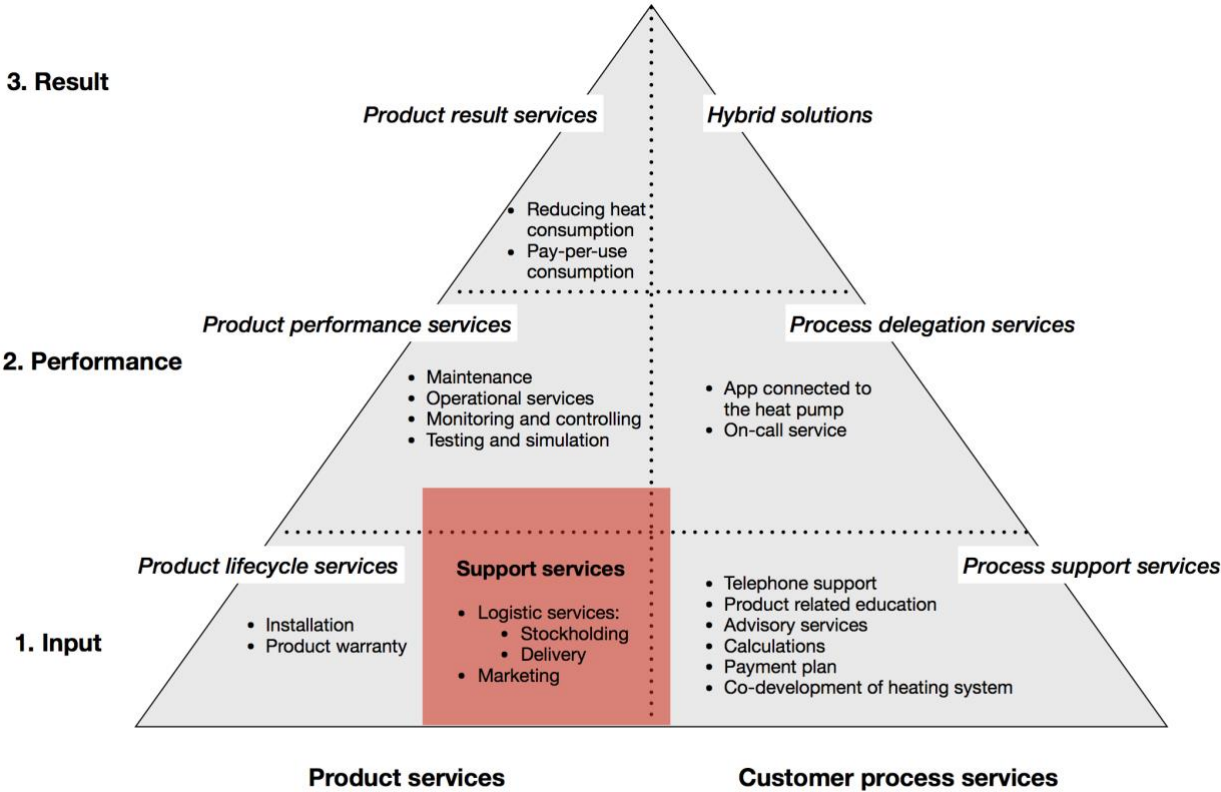 3. Result
Product result services
Hybrid solutions
• Reducing heat
consumption
• Pay-per-use
consumption
Product performance services
Process delegation services
2. Performance
• Maintenance
• Operational services
• Monitoring and controlling
• Testing and simulation
• App connected to
the heat pump
• On-call service
Product lifecycle services
Support services
Process support services
1. Input
• Installation
• Product warranty
• Logistic services:
• Stockholding
• Delivery
• Marketing
• Telephone support
• Product related education
• Advisory services
• Calculations
• Payment plan
• Co-development of heating system
Product services
Customer process services